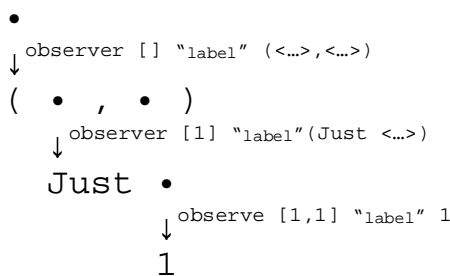 •
observer [] “label” (<…>,<…>)
( • , • )
observer [1] “label”(Just <…>)
Just •
observe [1,1] “label” 1
1